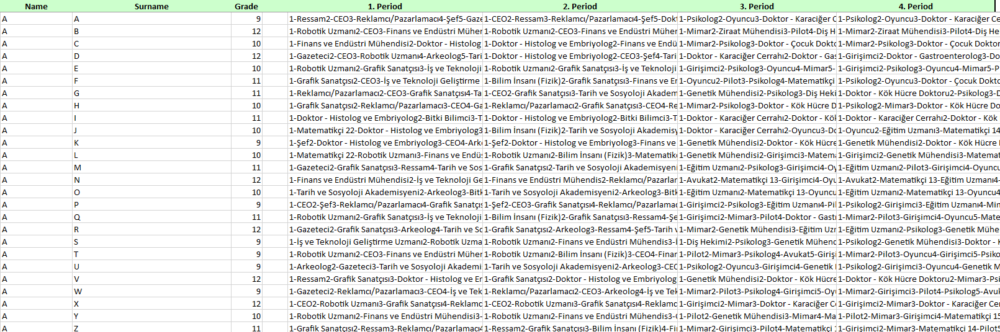 Name Surname Grade 1. Period 2. Period 3. Period 4. Period
A A 9 1-Ressam2-CEO3-Reklamcı/Pazarlamacı4-Şef5-Gaze 1-CEO2-Ressam3-Reklamcı/Pazarlamacı4-Şef5-Dokt 1-Psikolog2-Oyuncu3-Doktor - Karaciğer C 1-Psikolog2-Oyuncu3-Doktor - Karaciğer Ce
A B 12 1-Robotik Uzmanı2-CEO3-Finans ve Endüstri Müher 1-Robotik Uzmanı2-CEO3-Finans ve Endüstri Müher 1-Mimar2-Ziraat Mühendisi3-Pilot4-Diş H 1-Mimar2-Ziraat Mühendisi3-Pilot4-Diş He
A C 10 1-Finans ve Endüstri Mühendisi2-Doktor - Histolog 1-Doktor - Histolog ve Embriyolog2-Finans ve Endü 1-Mimar2-Psikolog3-Doktor - Çocuk Dokto 1-Mimar2-Psikolog3-Doktor - Çocuk Doktor
A D 12 1-Gazeteci2-CEO3-Robotik Uzmanı4-Arkeolog5-Tari 1-Doktor - Histolog ve Embriyolog2-CEO3-Şef4-Tari 1-Doktor - Karaciğer Cerrahı2-Doktor - Gas 1-Girişimci2-Doktor - Gastroenterolog3-Do
A E 10 1-Robotik Uzmanı2-Grafik Sanatçısı3-İş ve Teknoloji 1-Robotik Uzmanı2-Grafik Sanatçısı3-İş ve Teknoloji 1-Girişimci2-Psikolog3-Oyuncu4-Mimar5- 1-Girişimci2-Psikolog3-Oyuncu4-Mimar5-P
A F 11 1-Grafik Sanatçısı2-CEO3-İş ve Teknoloji Geliştirme 1-Bilim İnsanı (Fizik)2-Grafik Sanatçısı3-Finans ve Er 1-Oyuncu2-Pilot3-Psikolog4-Matematikçi 1-Psikolog2-Oyuncu3-Doktor - Çocuk Dokto
A G 11 1-Reklamcı/Pazarlamacı2-CEO3-Grafik Sanatçısı4-Ta 1-CEO2-Grafik Sanatçısı3-Tarih ve Sosyoloji Akadem 1-Genetik Mühendisi2-Psikolog3-Diş Heki 1-Doktor - Kök Hücre Doktoru2-Psikolog3-D
A H 10 1-Grafik Sanatçısı2-Reklamcı/Pazarlamacı3-CEO4-Ga 1-Reklamcı/Pazarlamacı2-Grafik Sanatçısı3-CEO4-Re 1-Mimar2-Psikolog3-Doktor - Kök Hücre D 1-Psikolog2-Mimar3-Doktor - Kök Hücre Do
A I 11 1-Doktor - Histolog ve Embriyolog2-Bitki Bilimci3-T 1-Doktor - Histolog ve Embriyolog2-Bitki Bilimci3-T 1-Doktor - Karaciğer Cerrahı2-Doktor - Kök 1-Doktor - Karaciğer Cerrahı2-Doktor - Kök
A J 10 1-Matematikçi 22-Doktor - Histolog ve Embriyolog3 1-Bilim İnsanı (Fizik)2-Tarih ve Sosyoloji Akademisy 1-Doktor - Karaciğer Cerrahı2-Oyuncu3-Do 1-Oyuncu2-Eğitim Uzmanı3-Matematikçi 14
A K 9 1-Şef2-Doktor - Histolog ve Embriyolog3-CEO4-Ark 1-Şef2-Doktor - Histolog ve Embriyolog3-Finans ve 1-Genetik Mühendisi2-Doktor - Kök Hücre 1-Genetik Mühendisi2-Doktor - Kök Hücre
A L 10 1-Matematikçi 22-Robotik Uzmanı3-Finans ve Endüs 1-Robotik Uzmanı2-Bilim İnsanı (Fizik)3-Matematik 1-Genetik Mühendisi2-Girişimci3-Matema 1-Girişimci2-Genetik Mühendisi3-Matemat
A M 11 1-Gazeteci2-Grafik Sanatçısı3-Ressam4-Tarih ve Sos 1-Grafik Sanatçısı2-Tarih ve Sosyoloji Akademisyeni 1-Eğitim Uzmanı2-Psikolog3-Girişimci4-Oy 1-Eğitim Uzmanı2-Pilot3-Girişimci4-Oyuncu
A N 12 1-Finans ve Endüstri Mühendisi2-İş ve Teknoloji Ge 1-Finans ve Endüstri Mühendisi2-Reklamcı/Pazarlar 1-Avukat2-Matematikçi 13-Girişimci4-Oyu 1-Avukat2-Matematikçi 13-Eğitim Uzmanı4-
A O 10 1-Tarih ve Sosyoloji Akademisyeni2-Arkeolog3-Bitk 1-Tarih ve Sosyoloji Akademisyeni2-Arkeolog3-Bitk 1-Eğitim Uzmanı2-Matematikçi 13-Oyuncu 1-Eğitim Uzmanı2-Matematikçi 13-Oyuncu4
A P 9 1-CEO2-Şef3-Reklamcı/Pazarlamacı4-Grafik Sanatçıs 1-Şef2-CEO3-Grafik Sanatçısı4-Reklamcı/Pazarlama 1-Girişimci2-Psikolog3-Eğitim Uzmanı4-Pil 1-Psikolog2-Girişimci3-Eğitim Uzmanı4-Min
A Q 11 1-Robotik Uzmanı2-Grafik Sanatçısı3-İş ve Teknoloji 1-Bilim İnsanı (Fizik)2-Grafik Sanatçısı3-Ressam4-Şe 1-Girişimci2-Mimar3-Pilot4-Doktor - Gast 1-Mimar2-Pilot3-Girişimci4-Oyuncu5-Mate
A R 12 1-Gazeteci2-Grafik Sanatçısı3-Arkeolog4-Tarih ve Sc 1-Grafik Sanatçısı2-Arkeolog3-Ressam4-Şef5-Tarih v 1-Mimar2-Genetik Mühendisi3-Eğitim Uzr 1-Eğitim Uzmanı2-Psikolog3-Genetik Mühe
A S 9 1-İş ve Teknoloji Geliştirme Uzmanı2-Robotik Uzma 1-Robotik Uzmanı2-Finans ve Endüstri Mühendis3-İ 1-Diş Hekimi2-Psikolog3-Genetik Mühenc 1-Psikolog2-Genetik Mühendisi3-Doktor - K
A T 9 1-Robotik Uzmanı2-CEO3-Finans ve Endüstri Müher 1-Robotik Uzmanı2-Bilim İnsanı (Fizik)3-CEO4-Finar 1-Pilot2-Mimar3-Psikolog4-Avukat5-Giriş 1-Mimar2-Pilot3-Oyuncu4-Girişimci5-Psiko
A U 9 1-Arkeolog2-Gazeteci3-Tarih ve Sosyoloji Akademi 1-Tarih ve Sosyoloji Akademisyeni2-Arkeolog3-CEC 1-Psikolog2-Oyuncu3-Girişimci4-Genetik 1-Psikolog2-Girişimci3-Oyuncu4-Genetik M
A V 12 1-Ressam2-Grafik Sanatçısı3-Doktor - Histolog ve Er 1-Grafik Sanatçısı2-Doktor - Histolog ve Embriyolog 1-Genetik Mühendisi2-Doktor - Kök Hücre 1-Doktor - Kök Hücre Doktoru2-Mimar3-Psi
A W 9 1-Gazeteci2-Reklamcı/Pazarlamacı3-CEO4-İş ve Tek 1-Reklamcı/Pazarlamacı2-CEO3-Arkeolog4-İş ve Tek 1-Mimar2-Pilot3-Psikolog4-Girişimci5-Oyu 1-Mimar2-Girişimci3-Pilot4-Psikolog5-Avuk
A X 12 1-CEO2-Robotik Uzmanı3-Grafik Sanatçısı4-Reklamc 1-CEO2-Robotik Uzmanı3-Grafik Sanatçısı4-Reklamc 1-Girişimci2-Mimar3-Doktor - Karaciğer C 1-Girişimci2-Mimar3-Doktor - Karaciğer Cer
A Y 10 1-Robotik Uzmanı2-Finans ve Endüstri Mühendisi3- 1-Robotik Uzmanı2-Finans ve Endüstri Mühendisi3-C 1-Pilot2-Genetik Mühendisi3-Mimar4-Ma 1-Pilot2-Mimar3-Girişimci4-Matematikçi 15
A Z 11 1-Grafik Sanatçısı2-Ressam3-Reklamcı/Pazarlamacı4 1-Ressam2-Grafik Sanatçısı3-Bilim İnsanı (Fizik)4-Fi 1-Mimar2-Girişimci3-Pilot4-Matematikçi 1 1-Girişimci2-Mimar3-Matematikçi 14-Pilot5